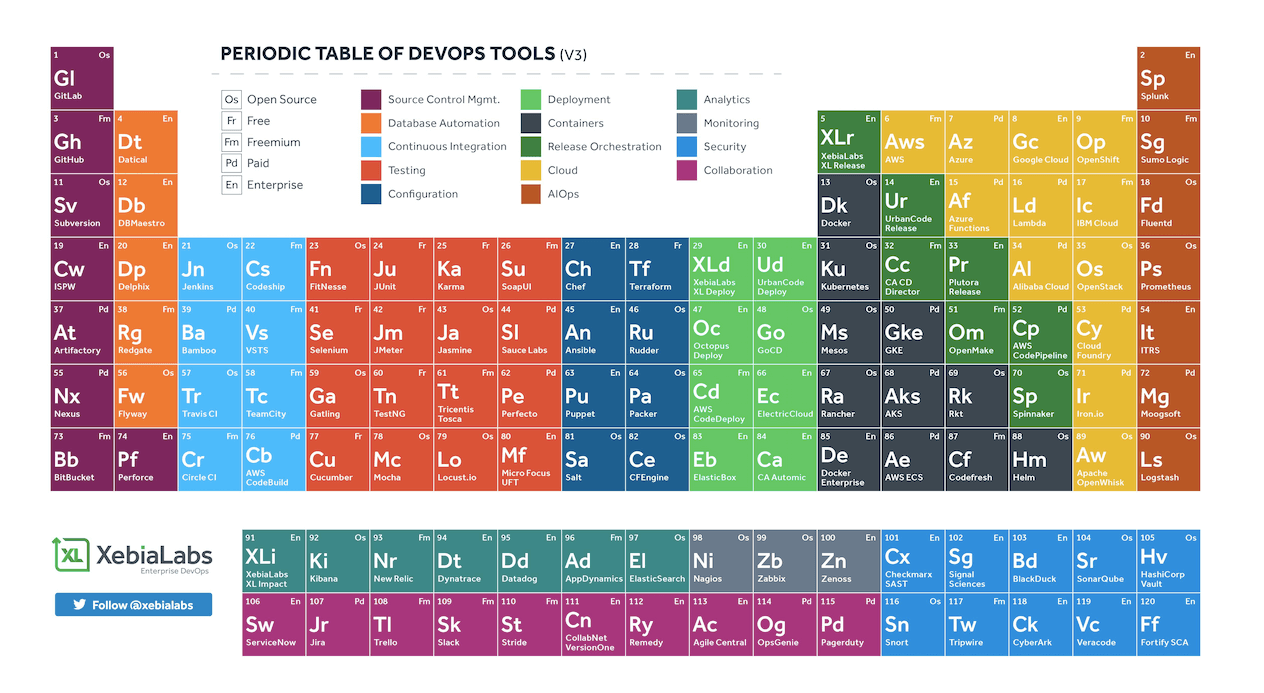 PERIODIC TABLE OF DEVOPS TOOLS (V3)
Os Open Source
Fr Free
Fm Freemium
Pd Paid
En Enterprise
Source Control Mgmt.
Database Automation
Continuous Integration
Testing
Configuration
Deployment
Containers
Release Orchestration
Cloud
AIOps
Analytics
Monitoring
Security
Collaboration
1 Os
Gl
GitLab
2 En
Sp
Splunk
3 Fm
Gh
GitHub
4 En
Dt
Datical
5 En
XLr
XebiaLabs
XL Release
6 Fm
Aws
AWS
7 Pd
Az
Azure
8 En
Gc
Google Cloud
9 Fm
Op
OpenShift
10 Fm
Sg
Sumo Logic
11 Os
Sv
Subversion
12 En
Db
DBMaestro
13 Os
Dk
Docker
14 En
Ur
UrbanCode
Release
15 Pd
Af
Azure
Functions
16 Pd
Ld
Lambda
17 Fm
Ic
IBM Cloud
18 Os
Fd
Fluentd
19 En
Cw
ISPW
20 En
Dp
Delphix
21 Os
Jn
Jenkins
22 Fm
Cs
Codeship
23 Os
Fn
FitNesse
24 Fr
Ju
JUnit
25 Fr
Ka
Karma
26 Fm
Su
SoapUI
27 En
Ch
Chef
28 Fr
Tf
Terraform
29 En
XLd
XebiaLabs
XL Deploy
30 En
Ud
UrbanCode
Deploy
31 Os
Ku
Kubernetes
32 Fm
Cc
CA CD
Director
33 En
Pr
Plutora
Release
34 Pd
Al
Alibaba Cloud
35 Os
Os
OpenStack
36 Os
Ps
Prometheus
37 Pd
At
Artifactory
38 Fm
Rg
Redgate
39 Pd
Ba
Bamboo
40 Fm
Vs
VSTS
41 Fr
Se
Selenium
42 Fr
Jm
JMeter
43 Os
Ja
Jasmine
44 Pd
Sl
Sauce Labs
45 En
An
Ansible
46 Os
Ru
Rudder
47 En
Oc
Octopus
Deploy
48 Os
Go
GoCD
49 Os
Ms
Mesos
50 Pd
Gke
GKE
51 Fm
Om
OpenMake
52 Pd
Cp
AWS
CodePipeline
53 Pd
Cy
Cloud
Foundry
54 En
It
ITRS
55 Pd
Nx
Nexus
56 Os
Fw
Flyway
57 Os
Tr
Travis CI
58 Fm
Tc
TeamCity
59 Os
Ga
Gatling
60 Fr
Tn
TestNG
61 Fm
Tt
Tricentis
Tosca
62 Pd
Pe
Perfecto
63 En
Pu
Puppet
64 Os
Pa
Packer
65 Fm
Cd
AWS
CodeDeploy
66 En
Ec
ElectricCloud
67 Os
Ra
Rancher
68 Pd
Aks
AKS
69 Os
Rk
Rkt
70 Os
Sp
Spinnaker
71 Pd
Ir
Iron.io
72 Pd
Mg
Moogsoft
73 Fm
Bb
BitBucket
74 En
Pf
Perforce
75 Fm
Cr
Circle CI
76 Pd
Cb
AWS
CodeBuild
77 Fr
Cu
Cucumber
78 Os
Mc
Mocha
79 Os
Lo
Locust.io
80 En
Mf
Micro Focus
UFT
81 Os
Sa
Salt
82 Os
Ce
CFEngine
83 En
Eb
ElasticBox
84 En
Ca
CA Automic
85 En
De
Docker
Enterprise
86 Pd
Ae
AWS ECS
87 Fm
Cf
Codefresh
88 Os
Hm
Helm
89 Os
Aw
Apache
OpenWhisk
90 Os
Ls
Logstash
XL XebiaLabs
Enterprise DevOps
Follow @xebialabs
91 En
XLi
XebiaLabs
XL Impact
92 Os
Ki
Kibana
93 Fm
Nr
New Relic
94 En
Dt
Dynatrace
95 En
Dd
Datadog
96 Fm
Ad
AppDynamics
97 Os
El
ElasticSearch
98 Os
Ni
Nagios
99 Os
Zb
Zabbix
100 En
Zn
Zenoss
101 En
Cx
Checkmarx
SAST
102 En
Sg
Signal
Sciences
103 En
Bd
BlackDuck
104 Os
Sr
SonarQube
105 Os
Hv
HashiCorp
Vault
106 En
Sw
ServiceNow
107 Pd
Jr
Jira
108 Fm
Tl
Trello
109 Fm
Sk
Slack
110 Fm
St
Stride
111 En
Cn
CollabNet
VersionOne
112 En
Ry
Remedy
113 En
Ac
Agile Central
114 Pd
Og
OpsGenie
115 Pd
Pd
Pagerduty
116 Os
Sn
Snort
117 Fm
Tw
Tripwire
118 En
Ck
CyberArk
119 En
Vc
Veracode
120 En
Ff
Fortify SCA